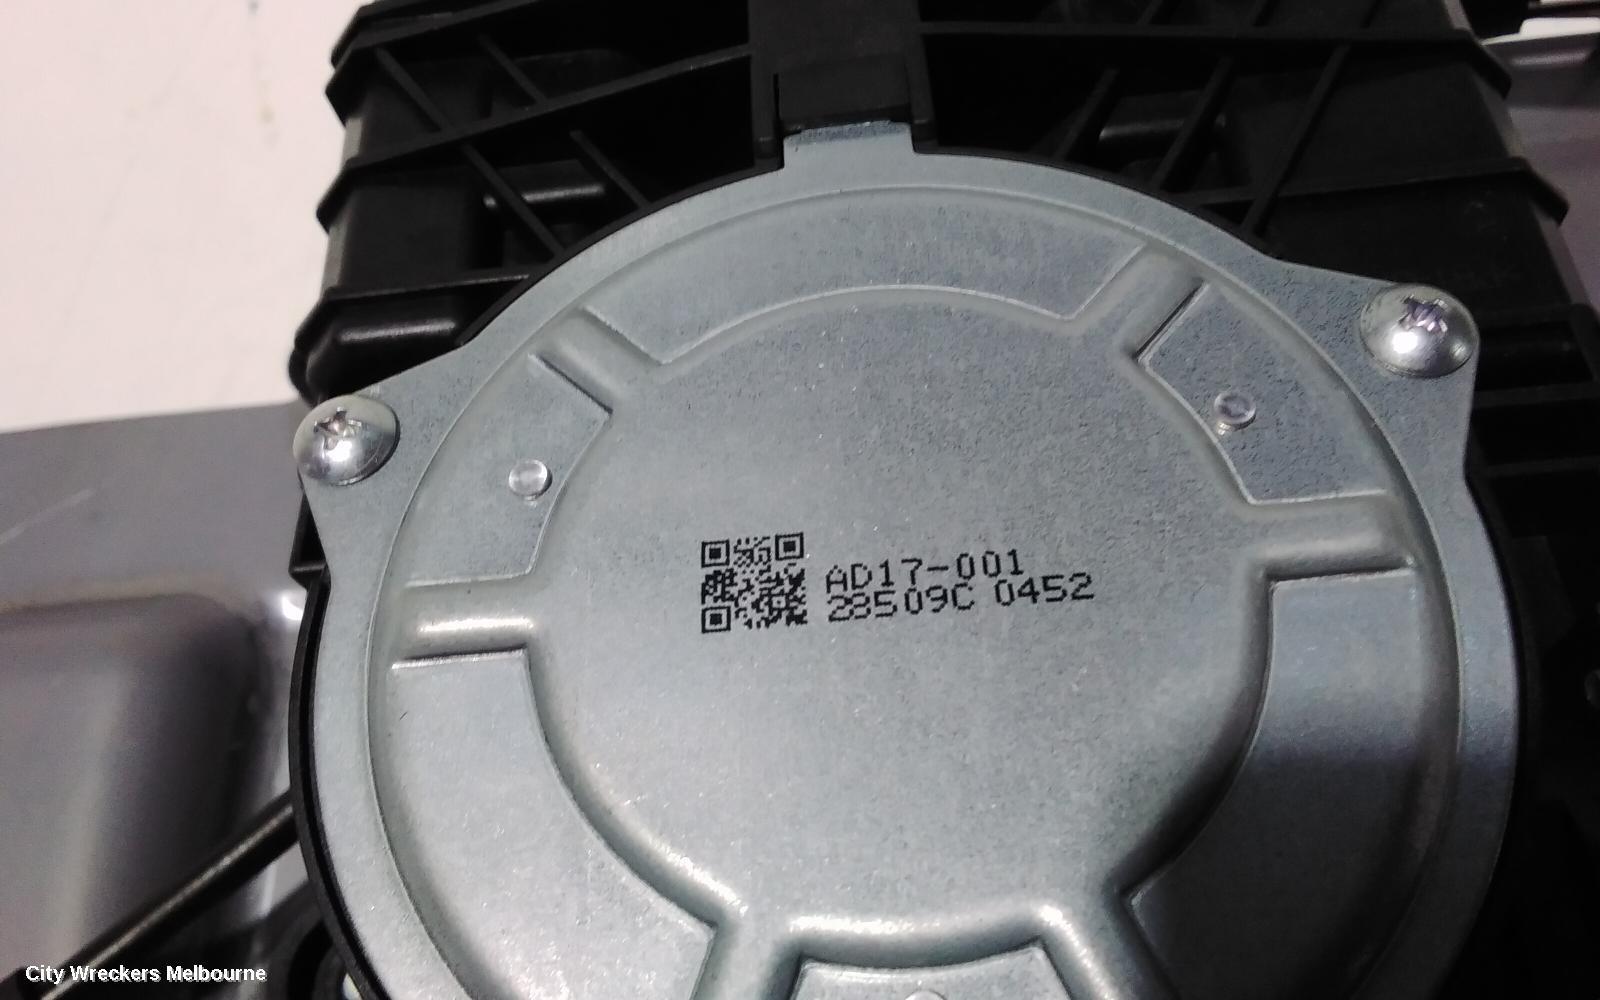 AD17-001
28509C 0452
City Wreckers Melbourne